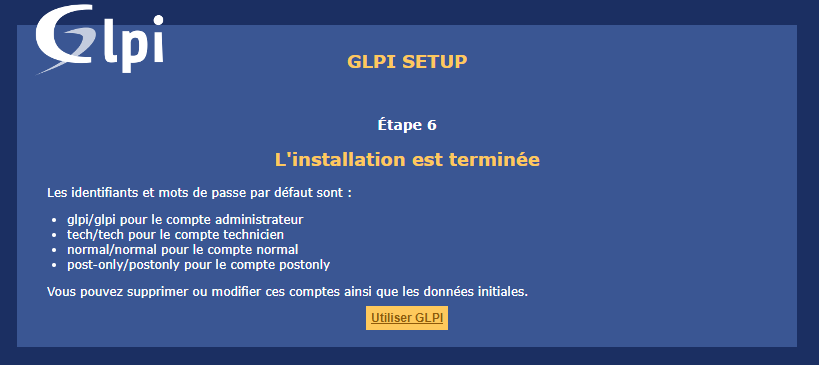 Glpi
GLPI SETUP
Étape 6
L'installation est terminée
Les identifiants et mots de passe par défaut sont :
glpi/glpi pour le compte administrateur
tech/tech pour le compte technicien
normal/normal pour le compte normal
post-only/postonly pour le compte postonly
Vous pouvez supprimer ou modifier ces comptes ainsi que les données initiales.
Utiliser GLPI